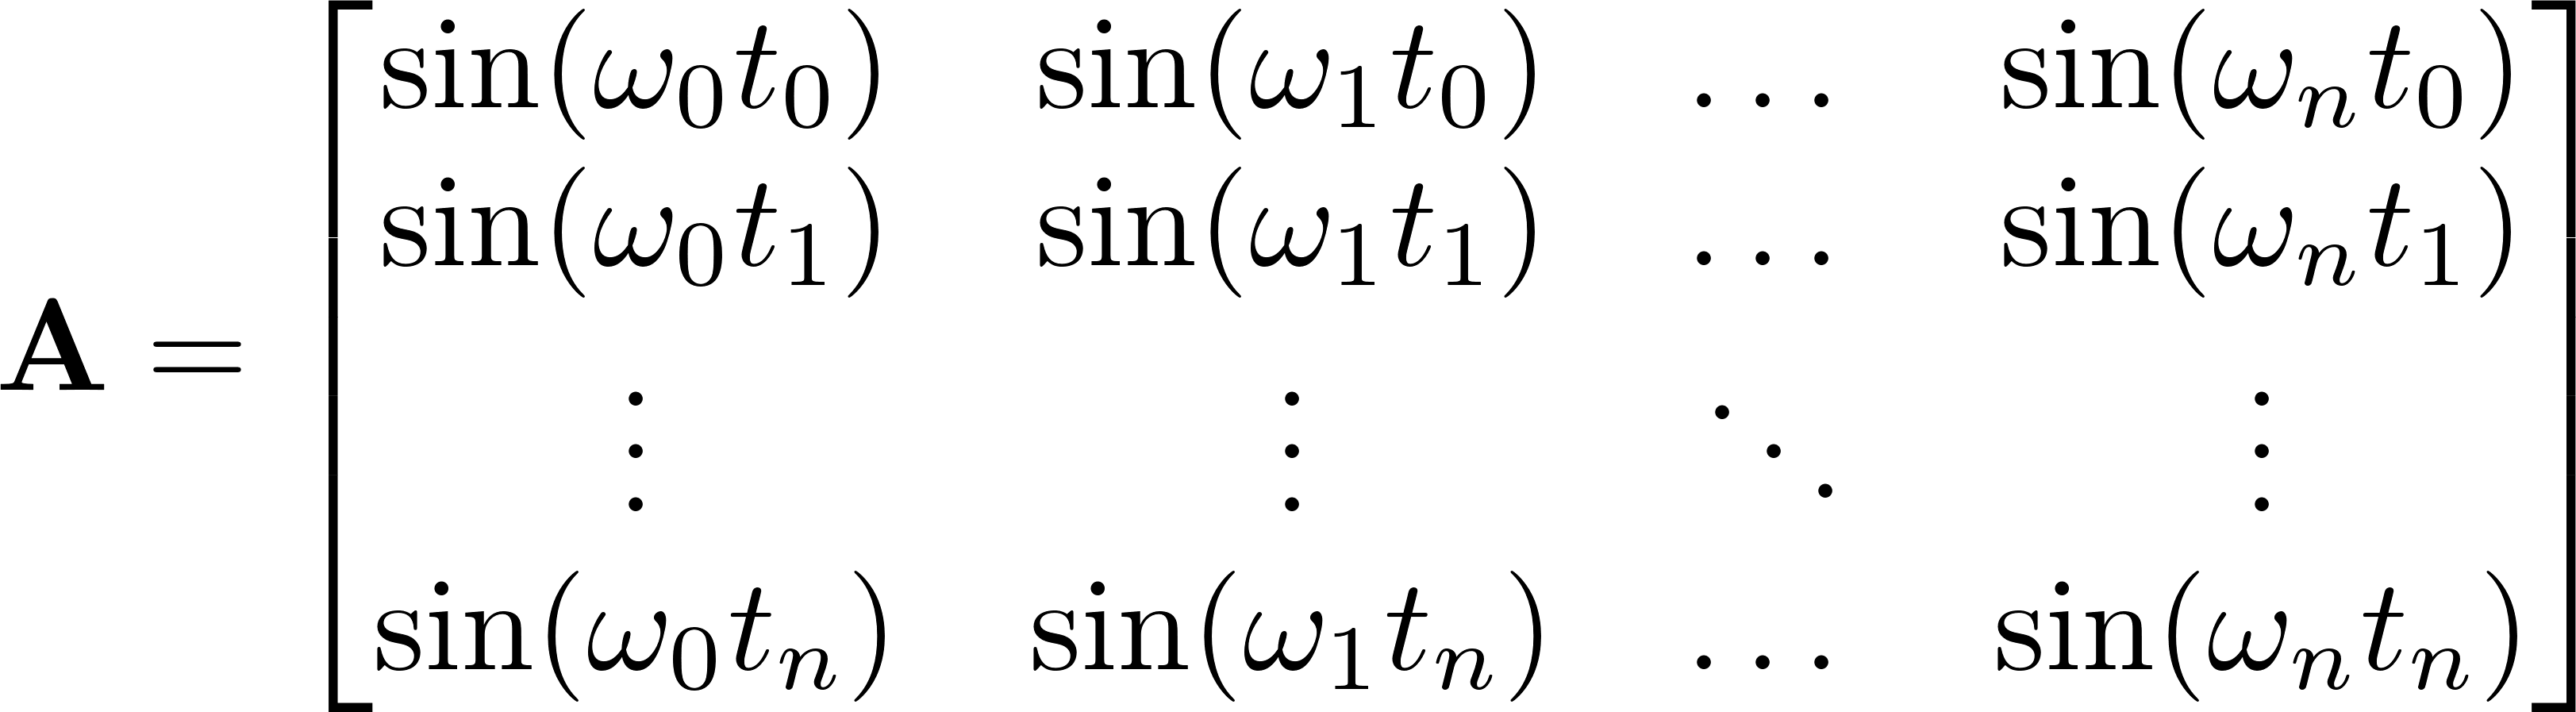 sin(ω₀t₀) sin(ω₁t₀) … sin(ωₙt₀)
sin(ω₀t₁) sin(ω₁t₁) … sin(ωₙt₁)
A =
⋮ ⋮ ⋱ ⋮
sin(ω₀tₙ) sin(ω₁tₙ) … sin(ωₙtₙ)